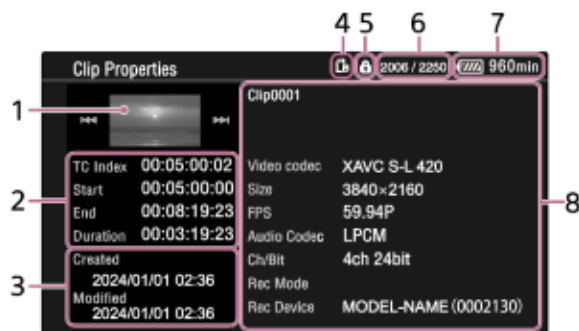 4 5 6 7
Clip Properties 2006 / 2250 960min
1
Clip0001
2
TC Index 00:05:00:02
Start 00:05:00:00
End 00:08:19:23
Duration 00:03:19:23
3
Created
2024/01/01 02:36
Modified
2024/01/01 02:36
Video codec XAVC S-L 420
Size 3840×2160
FPS 59.94P
Audio Codec LPCM
Ch/Bit 4ch 24bit
Rec Mode
Rec Device MODEL-NAME (0002130)
8